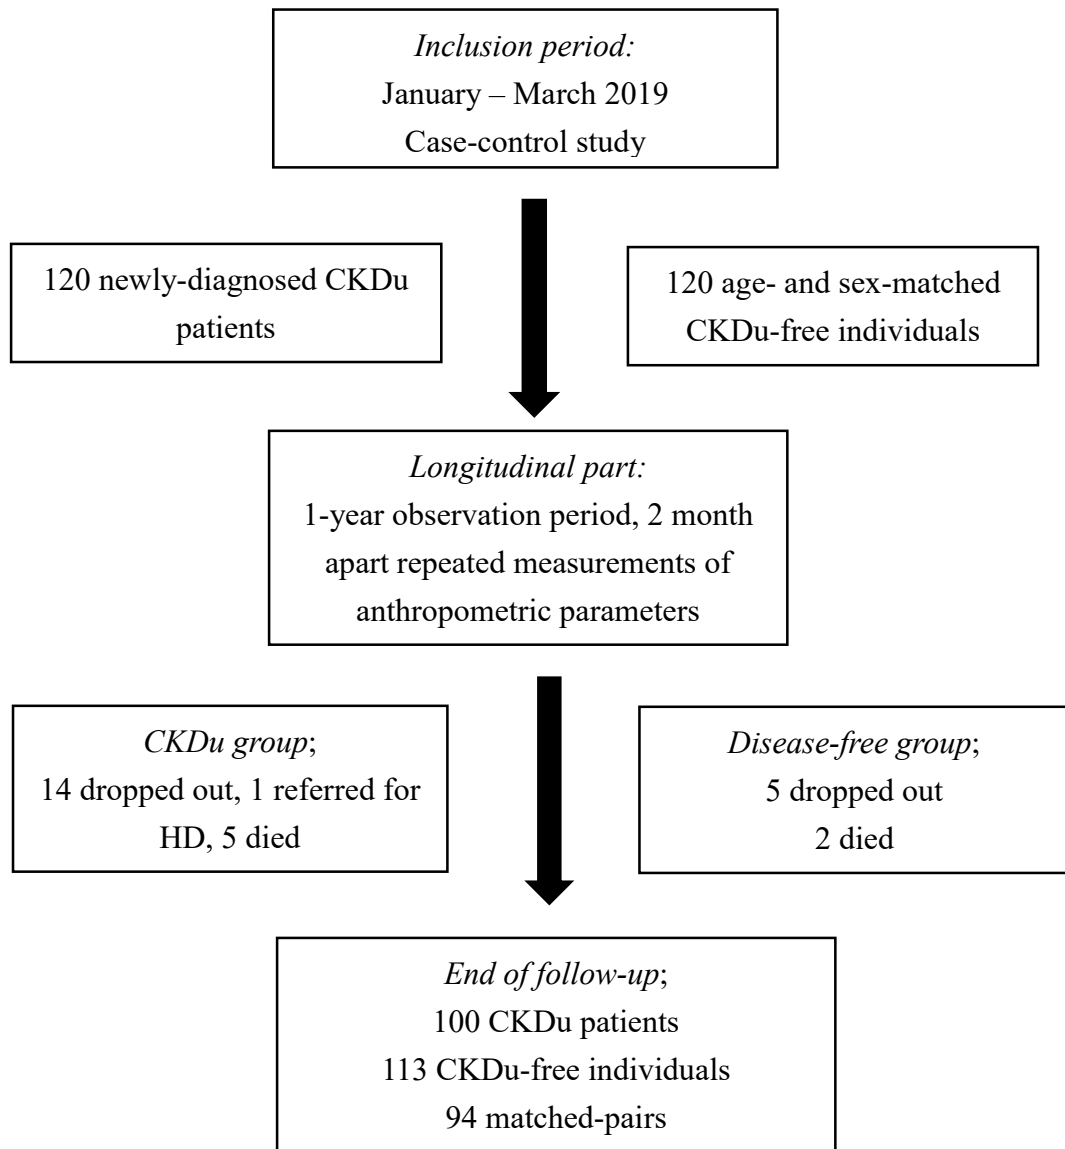 Inclusion period:
January – March 2019
Case-control study
120 newly-diagnosed CKDu
patients
120 age- and sex-matched
CKDu-free individuals
Longitudinal part:
1-year observation period, 2 month
apart repeated measurements of
anthropometric parameters
CKDu group;
14 dropped out, 1 referred for
HD, 5 died
Disease-free group;
5 dropped out
2 died
End of follow-up;
100 CKDu patients
113 CKDu-free individuals
94 matched-pairs